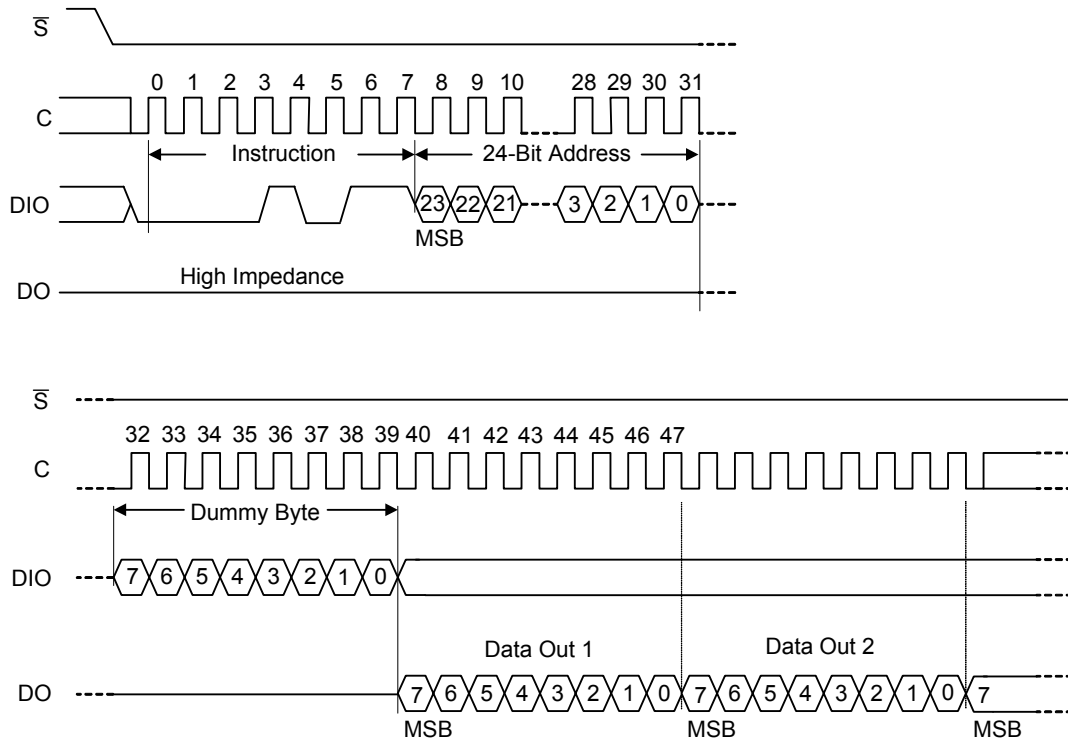 S̅
0 1 2 3 4 5 6 7 8 9 10 28 29 30 31
C
Instruction 24-Bit Address
DIO 23 22 21 3 2 1 0
MSB
High Impedance
DO
S̅
32 33 34 35 36 37 38 39 40 41 42 43 44 45 46 47
C
Dummy Byte
DIO 7 6 5 4 3 2 1 0
Data Out 1 Data Out 2
DO 7 6 5 4 3 2 1 0 7 6 5 4 3 2 1 0 7
MSB MSB MSB